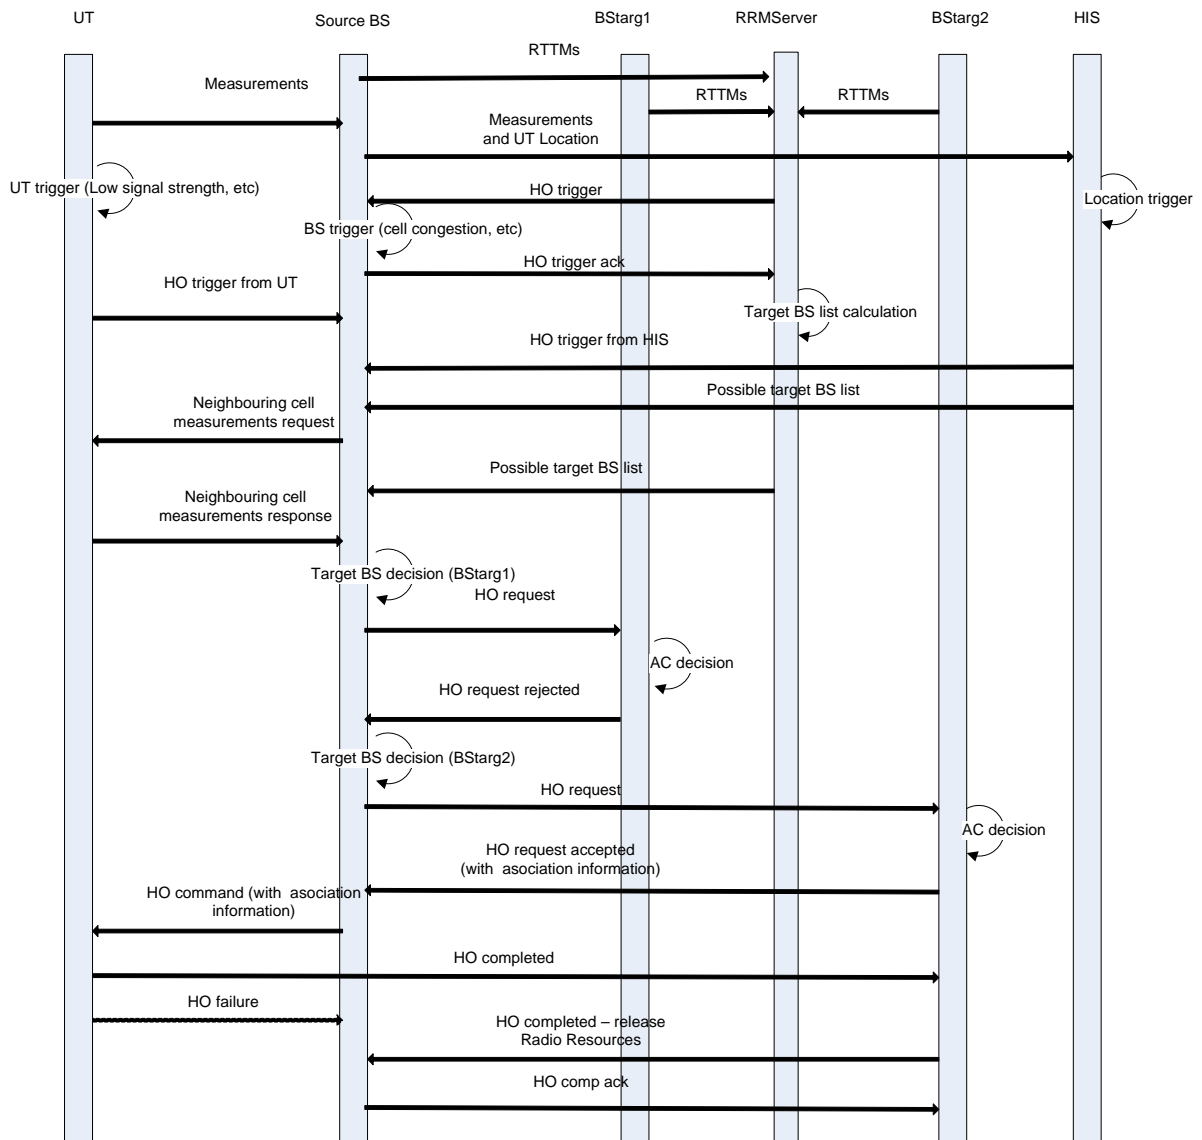 UT
Source BS
BStarg1
RRMServer
BStarg2
HIS
RTTMs
Measurements
RTTMs
RTTMs
Measurements
and UT Location
UT trigger (Low signal strength, etc)
HO trigger
Location trigger
BS trigger (cell congestion, etc)
HO trigger ack
HO trigger from UT
Target BS list calculation
HO trigger from HIS
Possible target BS list
Neighbouring cell
measurements request
Possible target BS list
Neighbouring cell
measurements response
Target BS decision (BStarg1)
HO request
AC decision
HO request rejected
Target BS decision (BStarg2)
HO request
AC decision
HO request accepted
(with asociation information)
HO command (with asociation
information)
HO completed
HO failure
HO completed – release
Radio Resources
HO comp ack